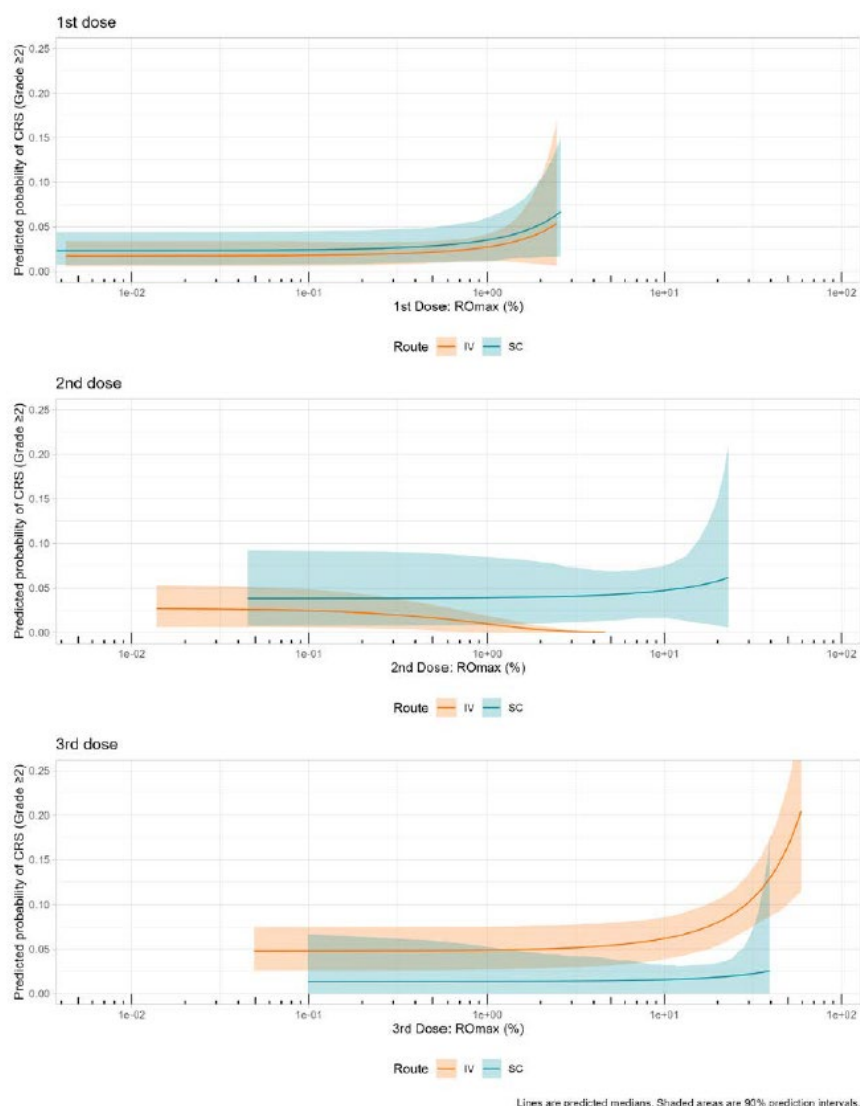 1st dose
Predicted pobability of CRS (Grade ≥2)
0.25
0.20
0.15
0.10
0.05
0.00
1e-02 1e-01 1e+00 1e+01 1e+02
1st Dose: ROmax (%)
Route IV SC
2nd dose
Predicted probability of CRS (Grade ≥2)
0.25
0.20
0.15
0.10
0.05
0.00
1e-02 1e-01 1e+00 1e+01 1e+02
2nd Dose: ROmax (%)
Route IV SC
3rd dose
Predicted probability of CRS (Grade ≥2)
0.25
0.20
0.15
0.10
0.05
0.00
1e-02 1e-01 1e+00 1e+01 1e+02
3rd Dose: ROmax (%)
Route IV SC
Lines are predicted medians. Shaded areas are 90% prediction intervals.